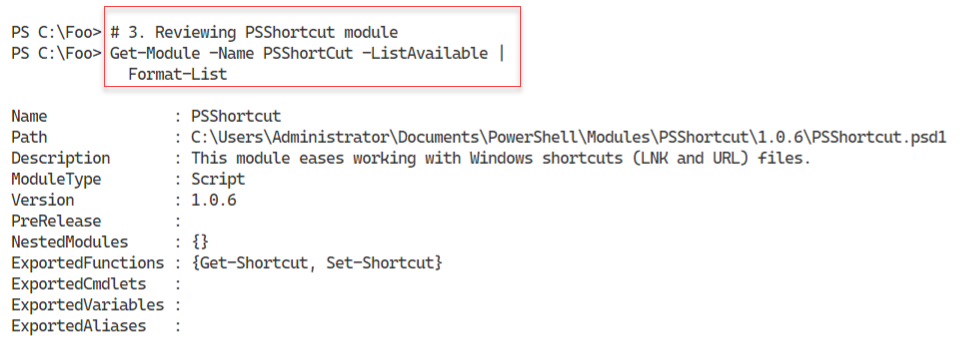 PS C:\Foo> # 3. Reviewing PSShortcut module
PS C:\Foo> Get-Module -Name PSShortCut -ListAvailable |
Format-List
Name : PSShortcut
Path : C:\Users\Administrator\Documents\PowerShell\Modules\PSShortcut\1.0.6\PSShortcut.psd1
Description : This module eases working with Windows shortcuts (LNK and URL) files.
ModuleType : Script
Version : 1.0.6
PreRelease :
NestedModules : {}
ExportedFunctions : {Get-Shortcut, Set-Shortcut}
ExportedCmdlets :
ExportedVariables :
ExportedAliases :